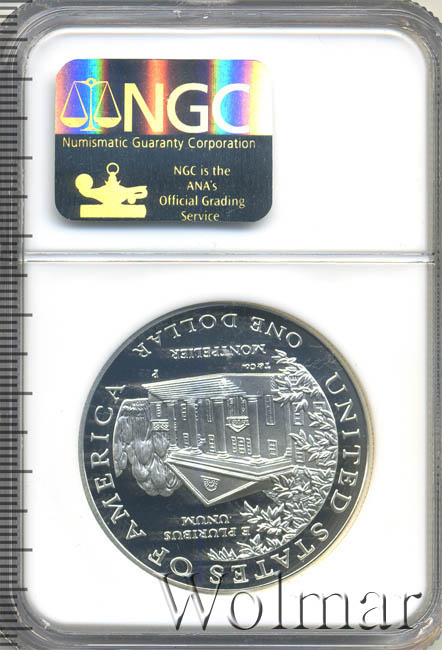 NGC
Numismatic Guaranty Corporation
NGC is the
ANA's
Official Grading
Service
UNITED STATES OF AMERICA
ONE DOLLAR
MONTPELIER
T&Co.
P
E PLURIBUS
UNUM
Wolmar